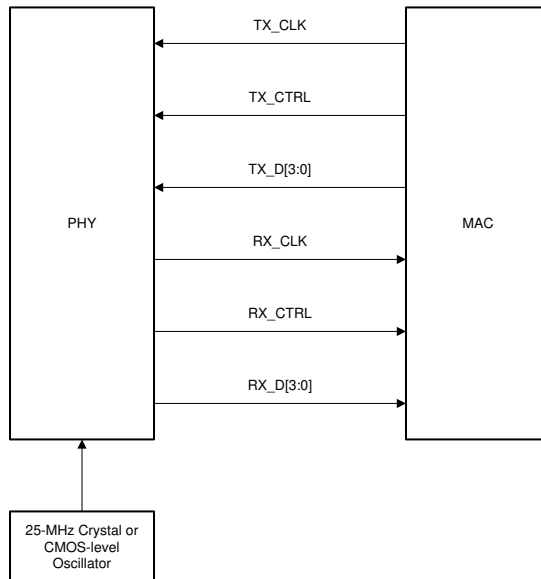 TX_CLK
TX_CTRL
TX_D[3:0]
PHY
MAC
RX_CLK
RX_CTRL
RX_D[3:0]
25-MHz Crystal or
CMOS-level
Oscillator